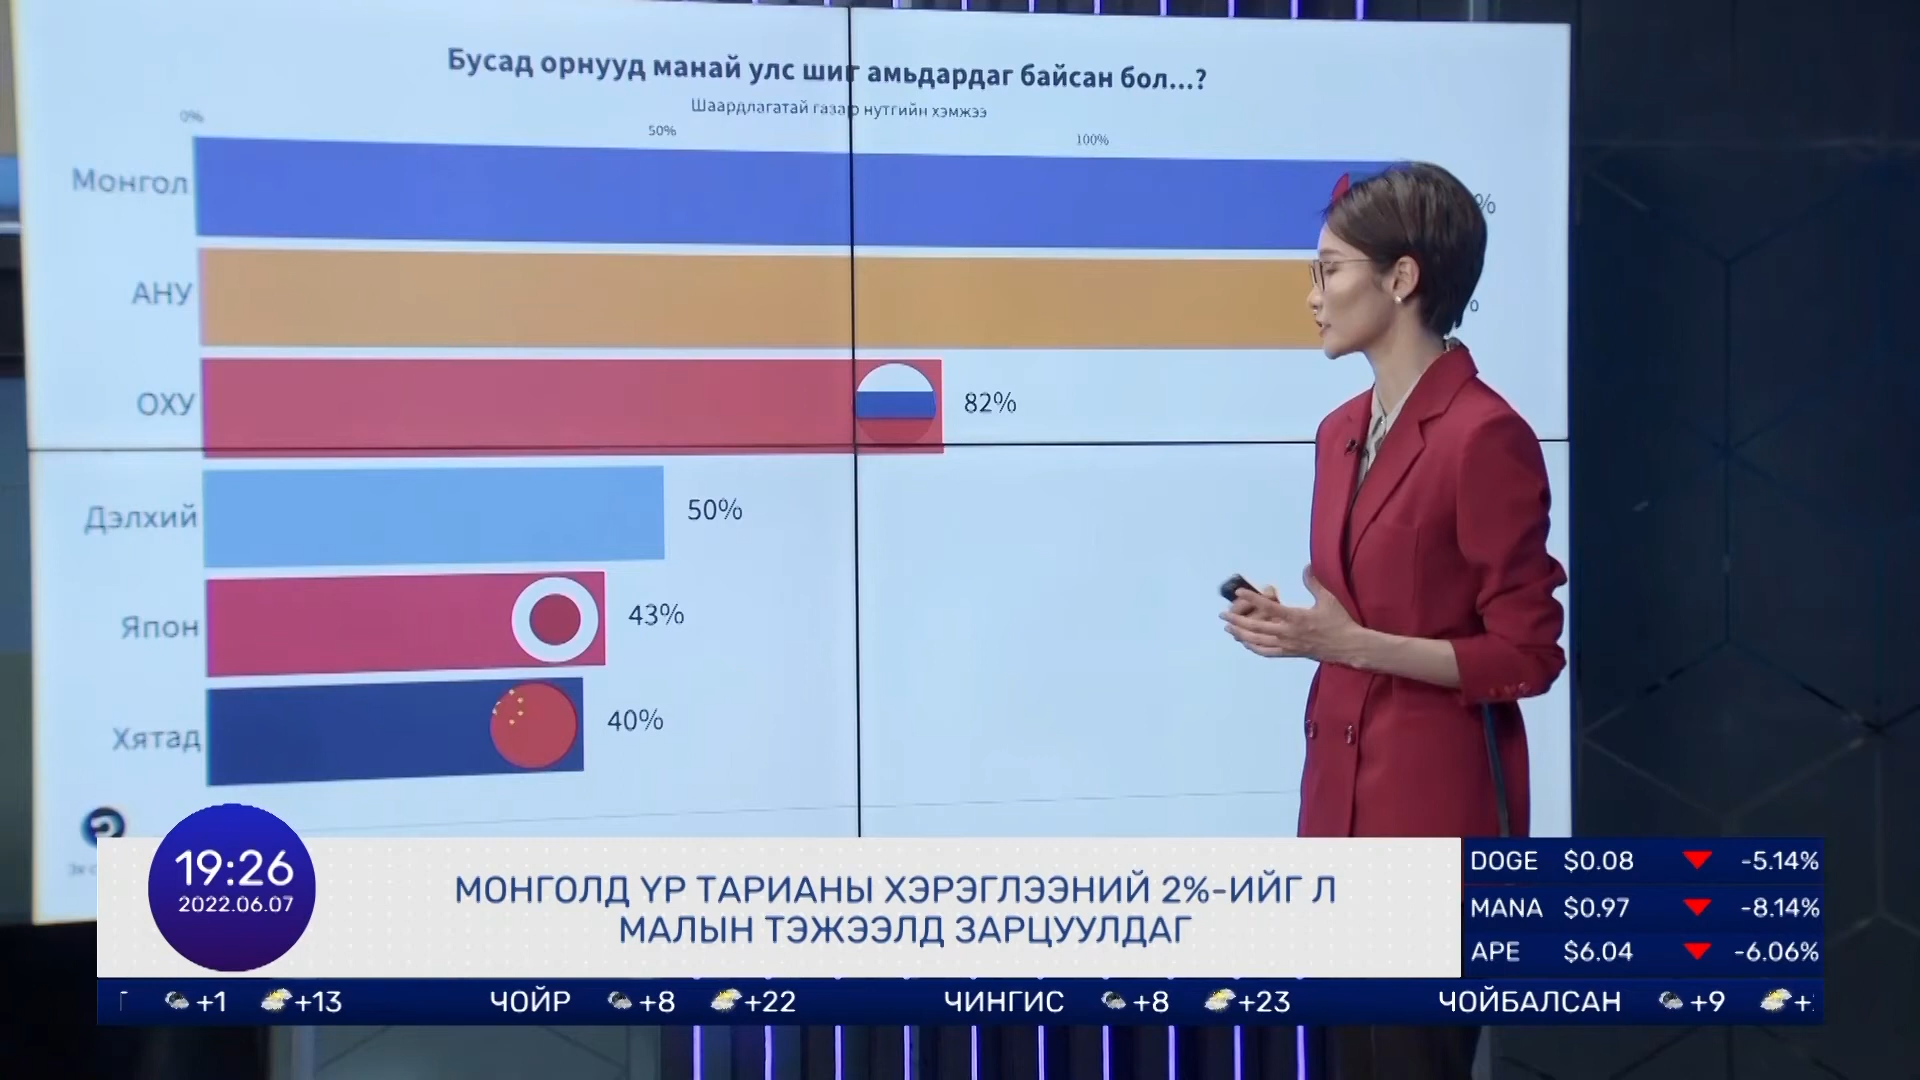 Бусад орнууд манай улс шиг амьдардаг байсан бол...?
Шаардлагатай газар нутгийн хэмжээ
0% 50% 100%
Монгол %
АНУ
ОХУ 82%
Дэлхий 50%
Япон 43%
Хятад 40%
19:26
2022.06.07
МОНГОЛД ҮР ТАРИАНЫ ХЭРЭГЛЭЭНИЙ 2%-ИЙГ Л
МАЛЫН ТЭЖЭЭЛД ЗАРЦУУЛДАГ
DOGE $0.08 -5.14%
MANA $0.97 -8.14%
APE $6.04 -6.06%
+1 +13 ЧОЙР +8 +22 ЧИНГИС +8 +23 ЧОЙБАЛСАН +9 +